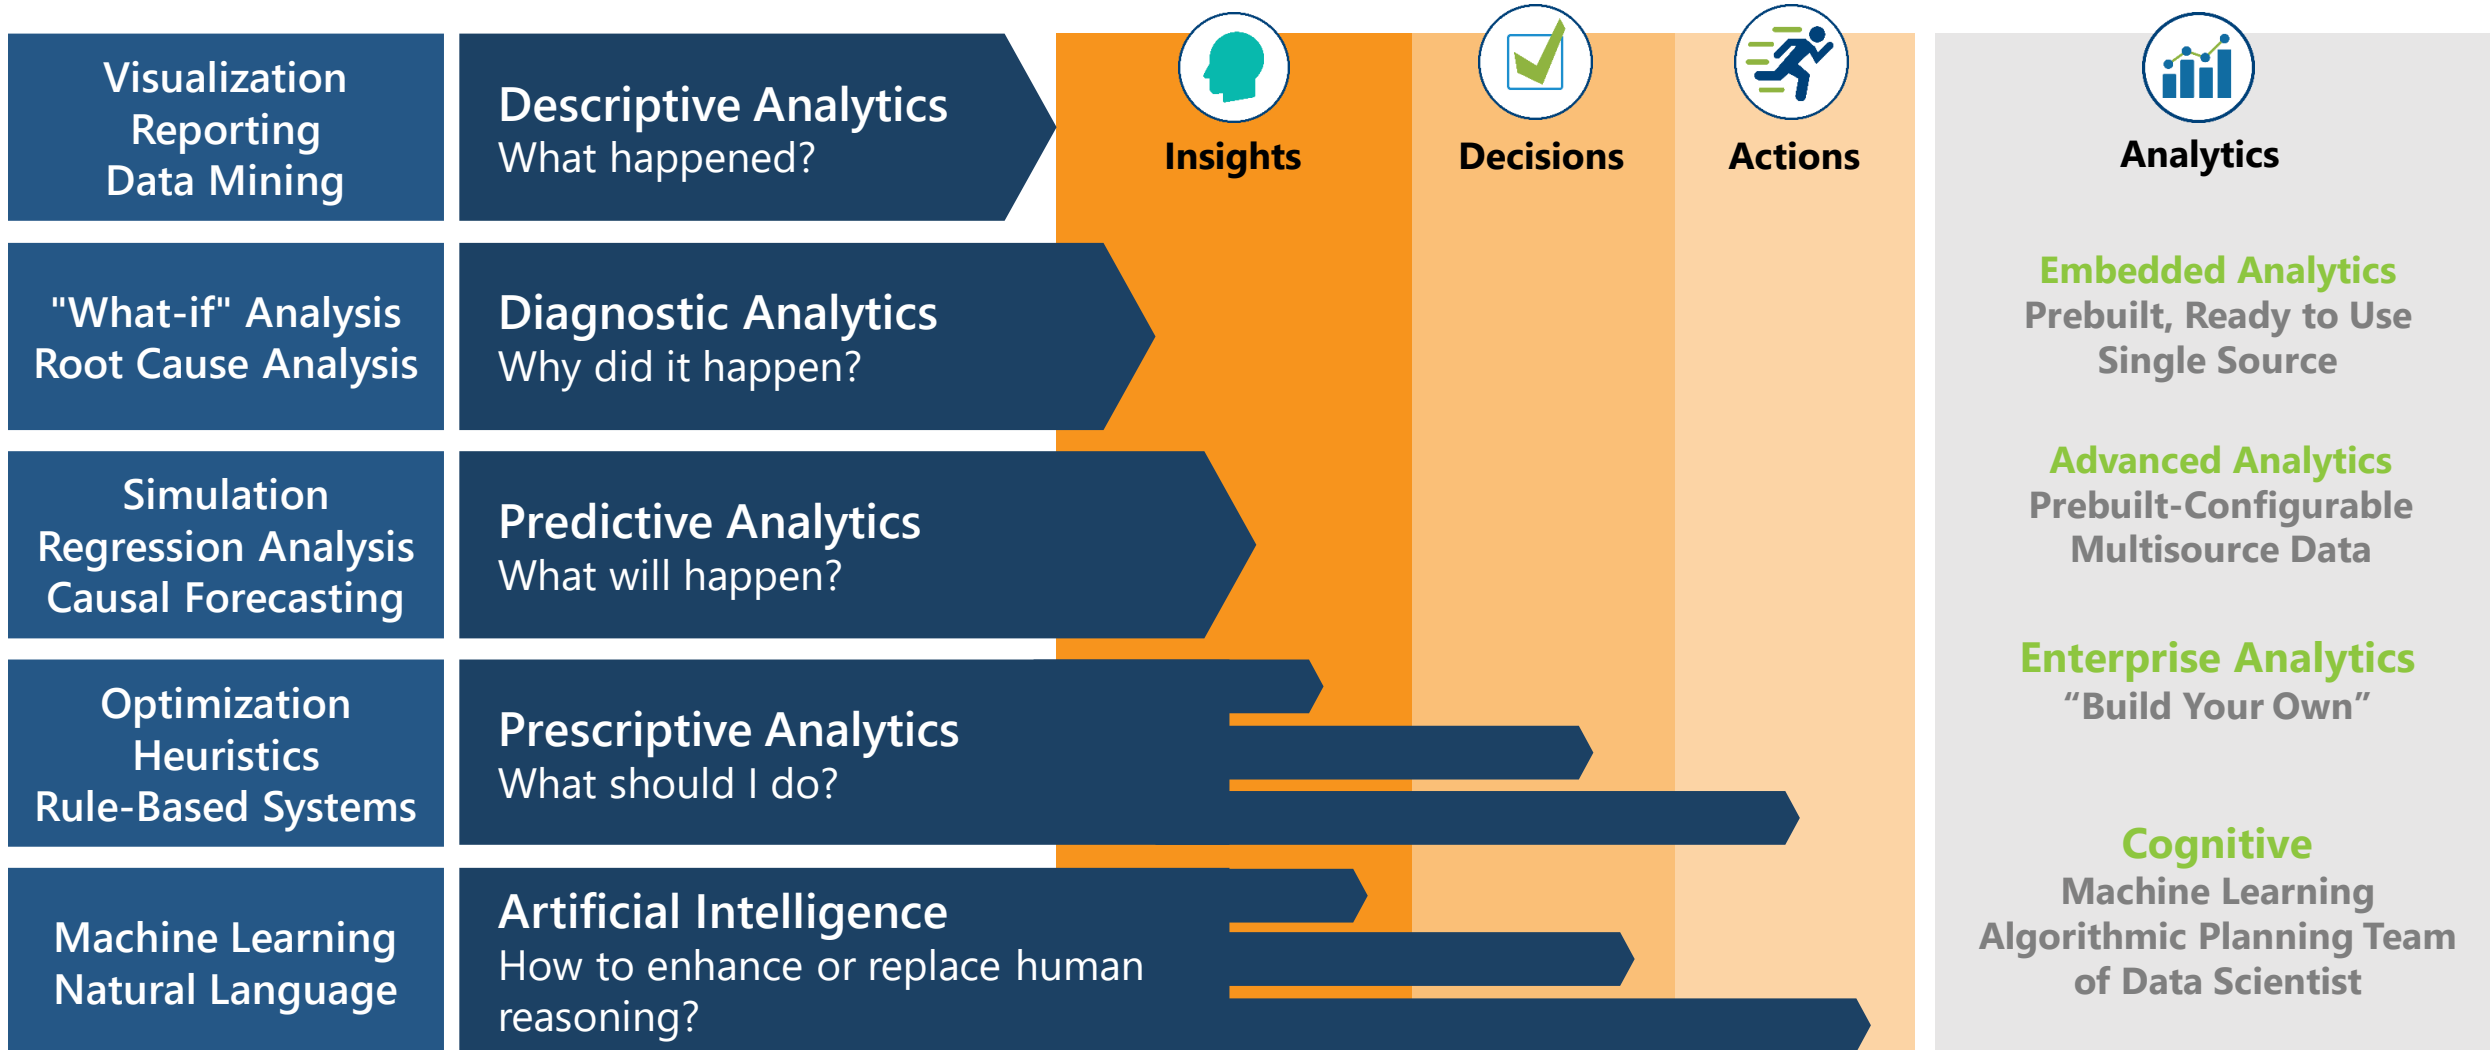 Visualization
Reporting
Data Mining
Descriptive Analytics
What happened?
Insights
Decisions
Actions
Analytics
"What-if" Analysis
Root Cause Analysis
Diagnostic Analytics
Why did it happen?
Embedded Analytics
Prebuilt, Ready to Use
Single Source
Simulation
Regression Analysis
Causal Forecasting
Predictive Analytics
What will happen?
Advanced Analytics
Prebuilt-Configurable
Multisource Data
Optimization
Heuristics
Rule-Based Systems
Prescriptive Analytics
What should I do?
Enterprise Analytics
“Build Your Own”
Machine Learning
Natural Language
Artificial Intelligence
How to enhance or replace human
reasoning?
Cognitive
Machine Learning
Algorithmic Planning Team
of Data Scientist